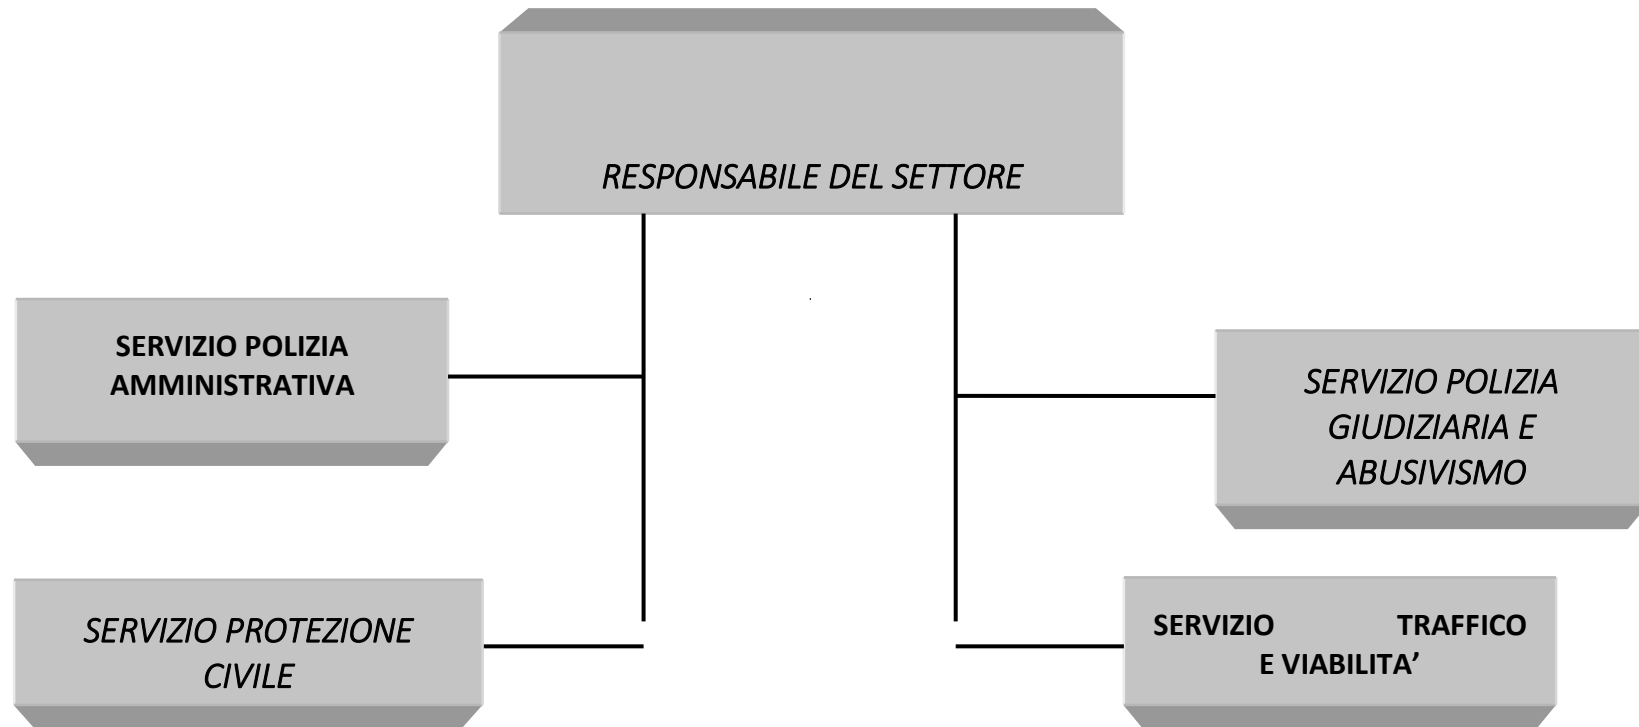 RESPONSABILE DEL SETTORE
SERVIZIO POLIZIA
AMMINISTRATIVA
SERVIZIO POLIZIA
GIUDIZIARIA E
ABUSIVISMO
SERVIZIO PROTEZIONE
CIVILE
SERVIZIO TRAFFICO
E VIABILITA’